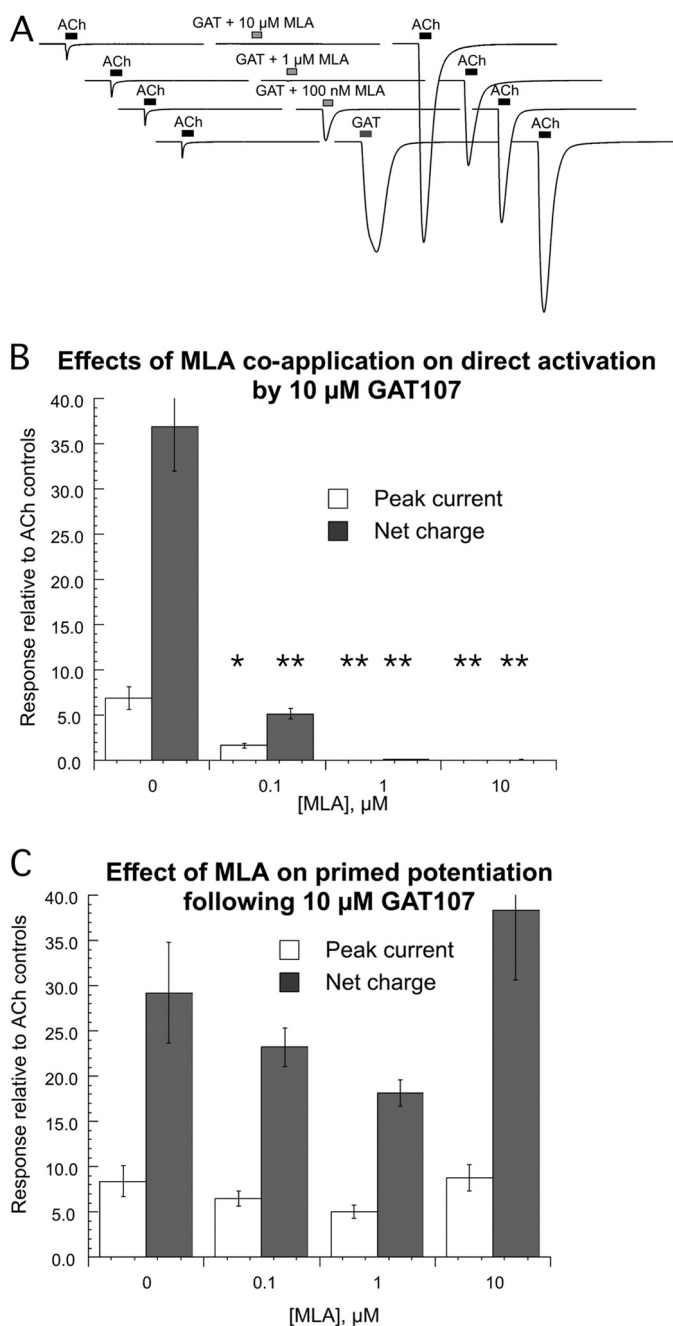 A
ACh GAT + 10 µM MLA ACh
ACh GAT + 1 µM MLA ACh
ACh GAT + 100 nM MLA ACh
ACh GAT ACh
B Effects of MLA co-application on direct activation
by 10 µM GAT107
Response relative to ACh controls
40.0
35.0
30.0
25.0
20.0
15.0
10.0
5.0
0.0
Peak current
Net charge
* ** ** ** ** **
0 0.1 1 10
[MLA], µM
C Effect of MLA on primed potentiation
following 10 µM GAT107
Response relative to ACh controls
40.0
35.0
30.0
25.0
20.0
15.0
10.0
5.0
0.0
Peak current
Net charge
0 0.1 1 10
[MLA], µM